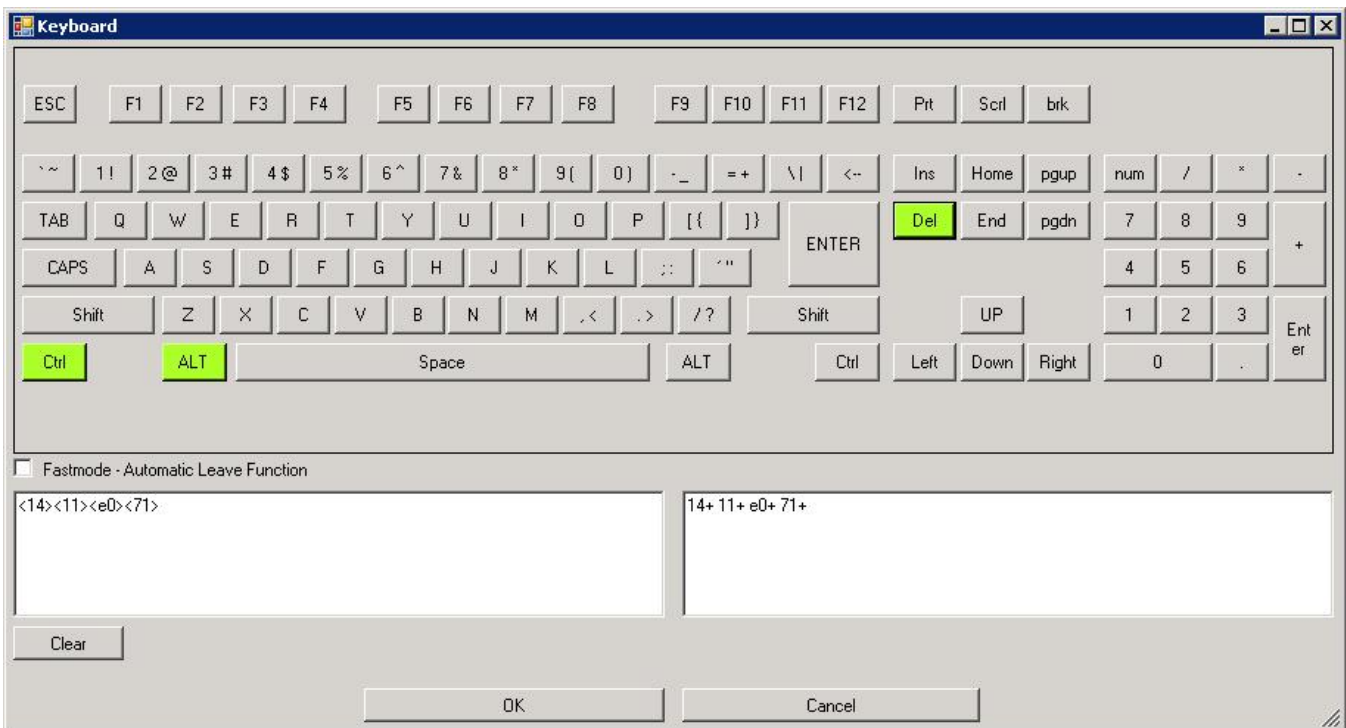 Keyboard
ESC F1 F2 F3 F4 F5 F6 F7 F8 F9 F10 F11 F12 Prt Scrl brk
`~ 1! 2@ 3# 4$ 5% 6^ 7& 8* 9( 0) -_ =+ \| <-- Ins Home pgup num / * -
TAB Q W E R T Y U I O P [{ ]} ENTER Del End pgdn 7 8 9 +
CAPS A S D F G H J K L ;: ´" 4 5 6
Shift Z X C V B N M ,< .> /? Shift UP 1 2 3 Ent
er
Ctrl ALT Space ALT Ctrl Left Down Right 0 .
Fastmode - Automatic Leave Function
<14><11><e0><71>
14+ 11+ e0+ 71+
Clear
OK Cancel